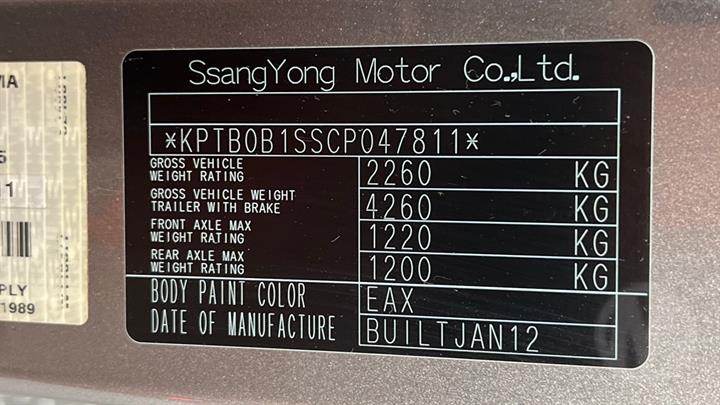 SsangYong Motor Co.,Ltd.
*KPTB0B1SSCP047811*
GROSS VEHICLE
WEIGHT RATING 2260 KG
GROSS VEHICLE WEIGHT
TRAILER WITH BRAKE 4260 KG
FRONT AXLE MAX
WEIGHT RATING 1220 KG
REAR AXLE MAX
WEIGHT RATING 1200 KG
BODY PAINT COLOR EAX
DATE OF MANUFACTURE BUILTJAN12
PLY
1989